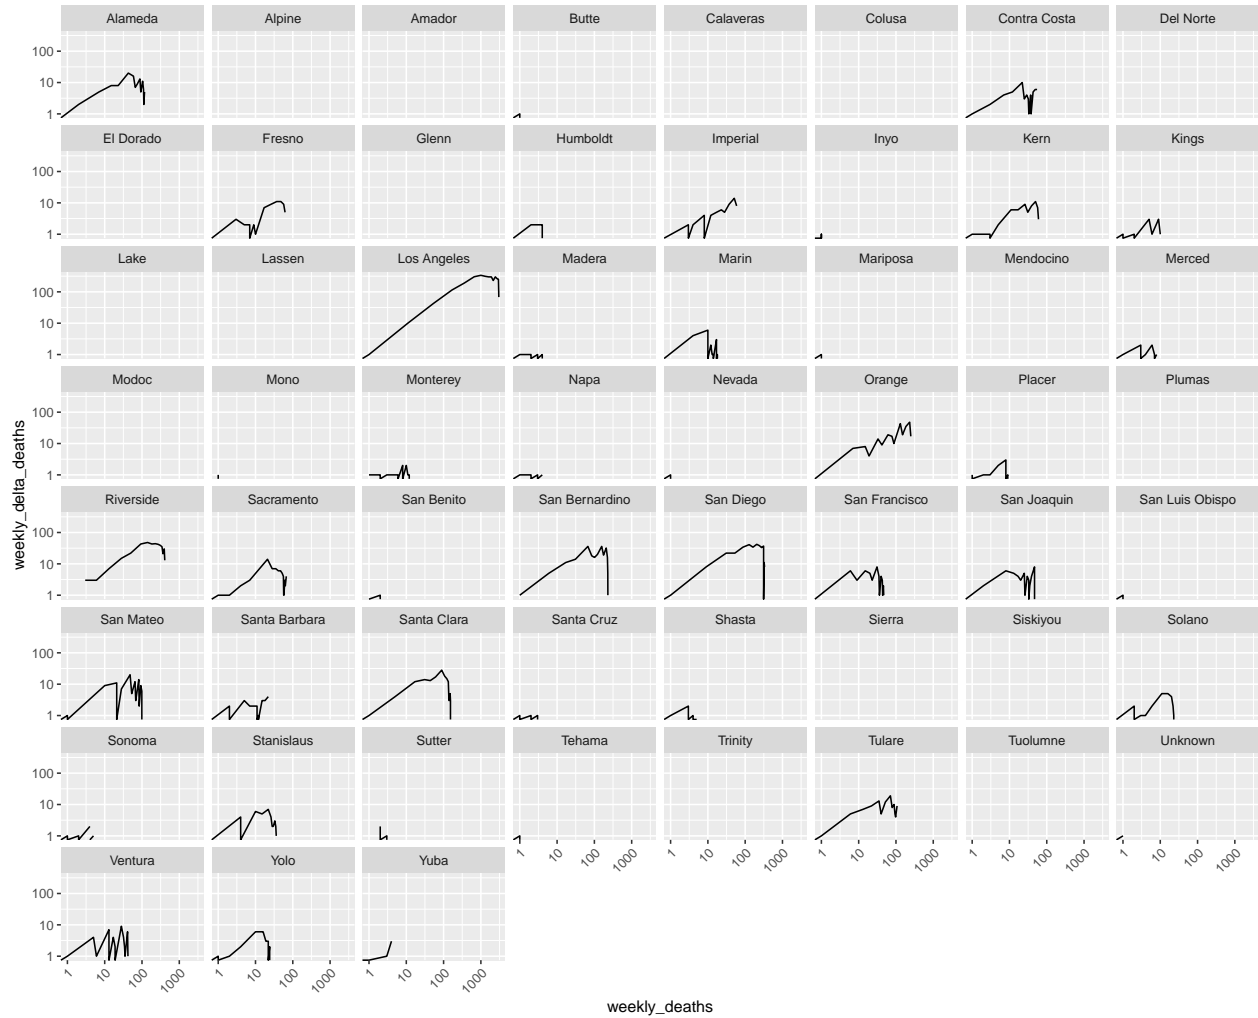 Alameda Alpine Amador Butte Calaveras Colusa Contra Costa Del Norte
100
10
1
El Dorado Fresno Glenn Humboldt Imperial Inyo Kern Kings
100
10
1
Lake Lassen Los Angeles Madera Marin Mariposa Mendocino Merced
100
10
1
Modoc Mono Monterey Napa Nevada Orange Placer Plumas
100
10
1
weekly_delta_deaths
Riverside Sacramento San Benito San Bernardino San Diego San Francisco San Joaquin San Luis Obispo
100
10
1
San Mateo Santa Barbara Santa Clara Santa Cruz Shasta Sierra Siskiyou Solano
100
10
1
Sonoma Stanislaus Sutter Tehama Trinity Tulare Tuolumne Unknown
100
10
1
1 10 100 1000 1 10 100 1000 1 10 100 1000 1 10 100 1000 1 10 100 1000
Ventura Yolo Yuba
100
10
1
1 10 100 1000 1 10 100 1000 1 10 100 1000
weekly_deaths